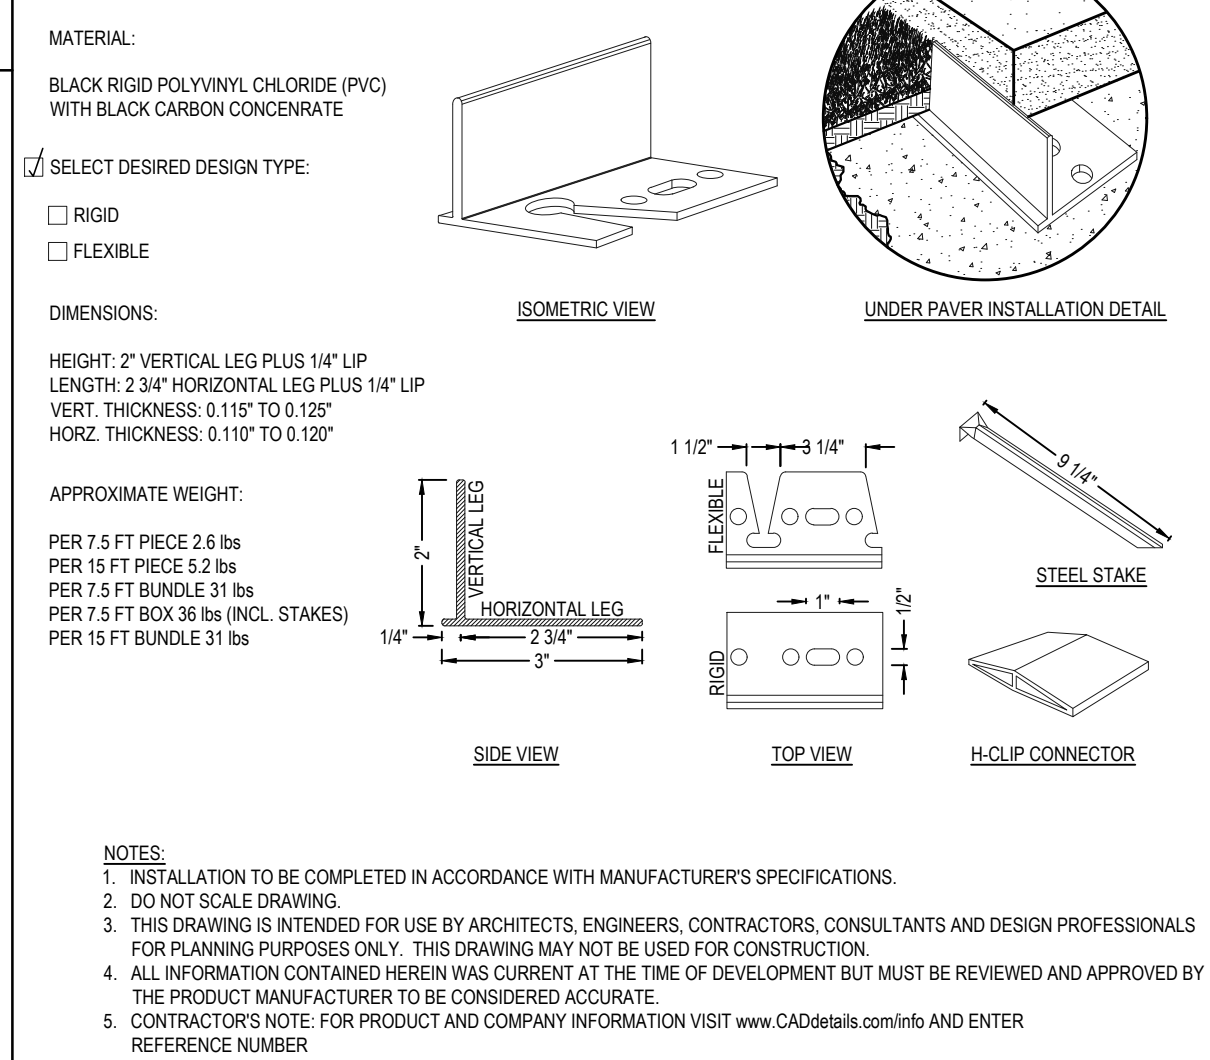 MATERIAL:
BLACK RIGID POLYVINYL CHLORIDE (PVC)
WITH BLACK CARBON CONCENRATE
SELECT DESIRED DESIGN TYPE:
RIGID
FLEXIBLE
DIMENSIONS:
HEIGHT: 2" VERTICAL LEG PLUS 1/4" LIP
LENGTH: 2 3/4" HORIZONTAL LEG PLUS 1/4" LIP
VERT. THICKNESS: 0.115" TO 0.125"
HORZ. THICKNESS: 0.110" TO 0.120"
APPROXIMATE WEIGHT:
PER 7.5 FT PIECE 2.6 lbs
PER 15 FT PIECE 5.2 lbs
PER 7.5 FT BUNDLE 31 lbs
PER 7.5 FT BOX 36 lbs (INCL. STAKES)
PER 15 FT BUNDLE 31 lbs
ISOMETRIC VIEW
UNDER PAVER INSTALLATION DETAIL
2"
VERTICAL LEG
HORIZONTAL LEG
1/4"
2 3/4"
3"
SIDE VIEW
1 1/2"
3 1/4"
FLEXIBLE
1"
1/2"
RIGID
TOP VIEW
9 1/4"
STEEL STAKE
H-CLIP CONNECTOR
NOTES:
1. INSTALLATION TO BE COMPLETED IN ACCORDANCE WITH MANUFACTURER'S SPECIFICATIONS.
2. DO NOT SCALE DRAWING.
3. THIS DRAWING IS INTENDED FOR USE BY ARCHITECTS, ENGINEERS, CONTRACTORS, CONSULTANTS AND DESIGN PROFESSIONALS
FOR PLANNING PURPOSES ONLY. THIS DRAWING MAY NOT BE USED FOR CONSTRUCTION.
4. ALL INFORMATION CONTAINED HEREIN WAS CURRENT AT THE TIME OF DEVELOPMENT BUT MUST BE REVIEWED AND APPROVED BY
THE PRODUCT MANUFACTURER TO BE CONSIDERED ACCURATE.
5. CONTRACTOR'S NOTE: FOR PRODUCT AND COMPANY INFORMATION VISIT www.CADdetails.com/info AND ENTER
REFERENCE NUMBER